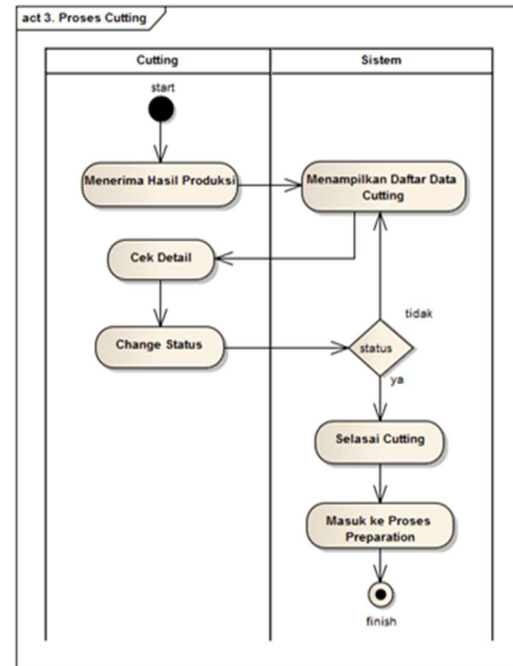 act 3. Proses Cutting
Cutting
Sistem
start
Menerima Hasil Produksi
Menampilkan Daftar Data
Cutting
Cek Detail
tidak
Change Status
status
ya
Selasai Cutting
Masuk ke Proses
Preparation
finish